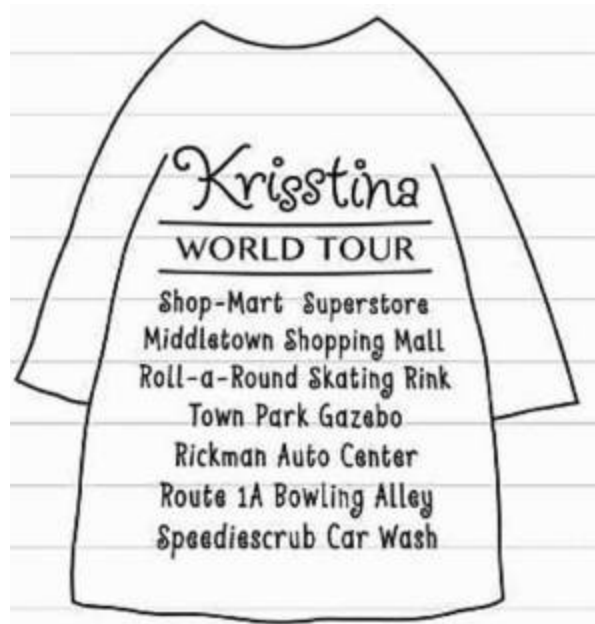 Krisstina
WORLD TOUR
Shop-Mart Superstore
Middletown Shopping Mall
Roll-a-Round Skating Rink
Town Park Gazebo
Rickman Auto Center
Route 1A Bowling Alley
Speediescrub Car Wash